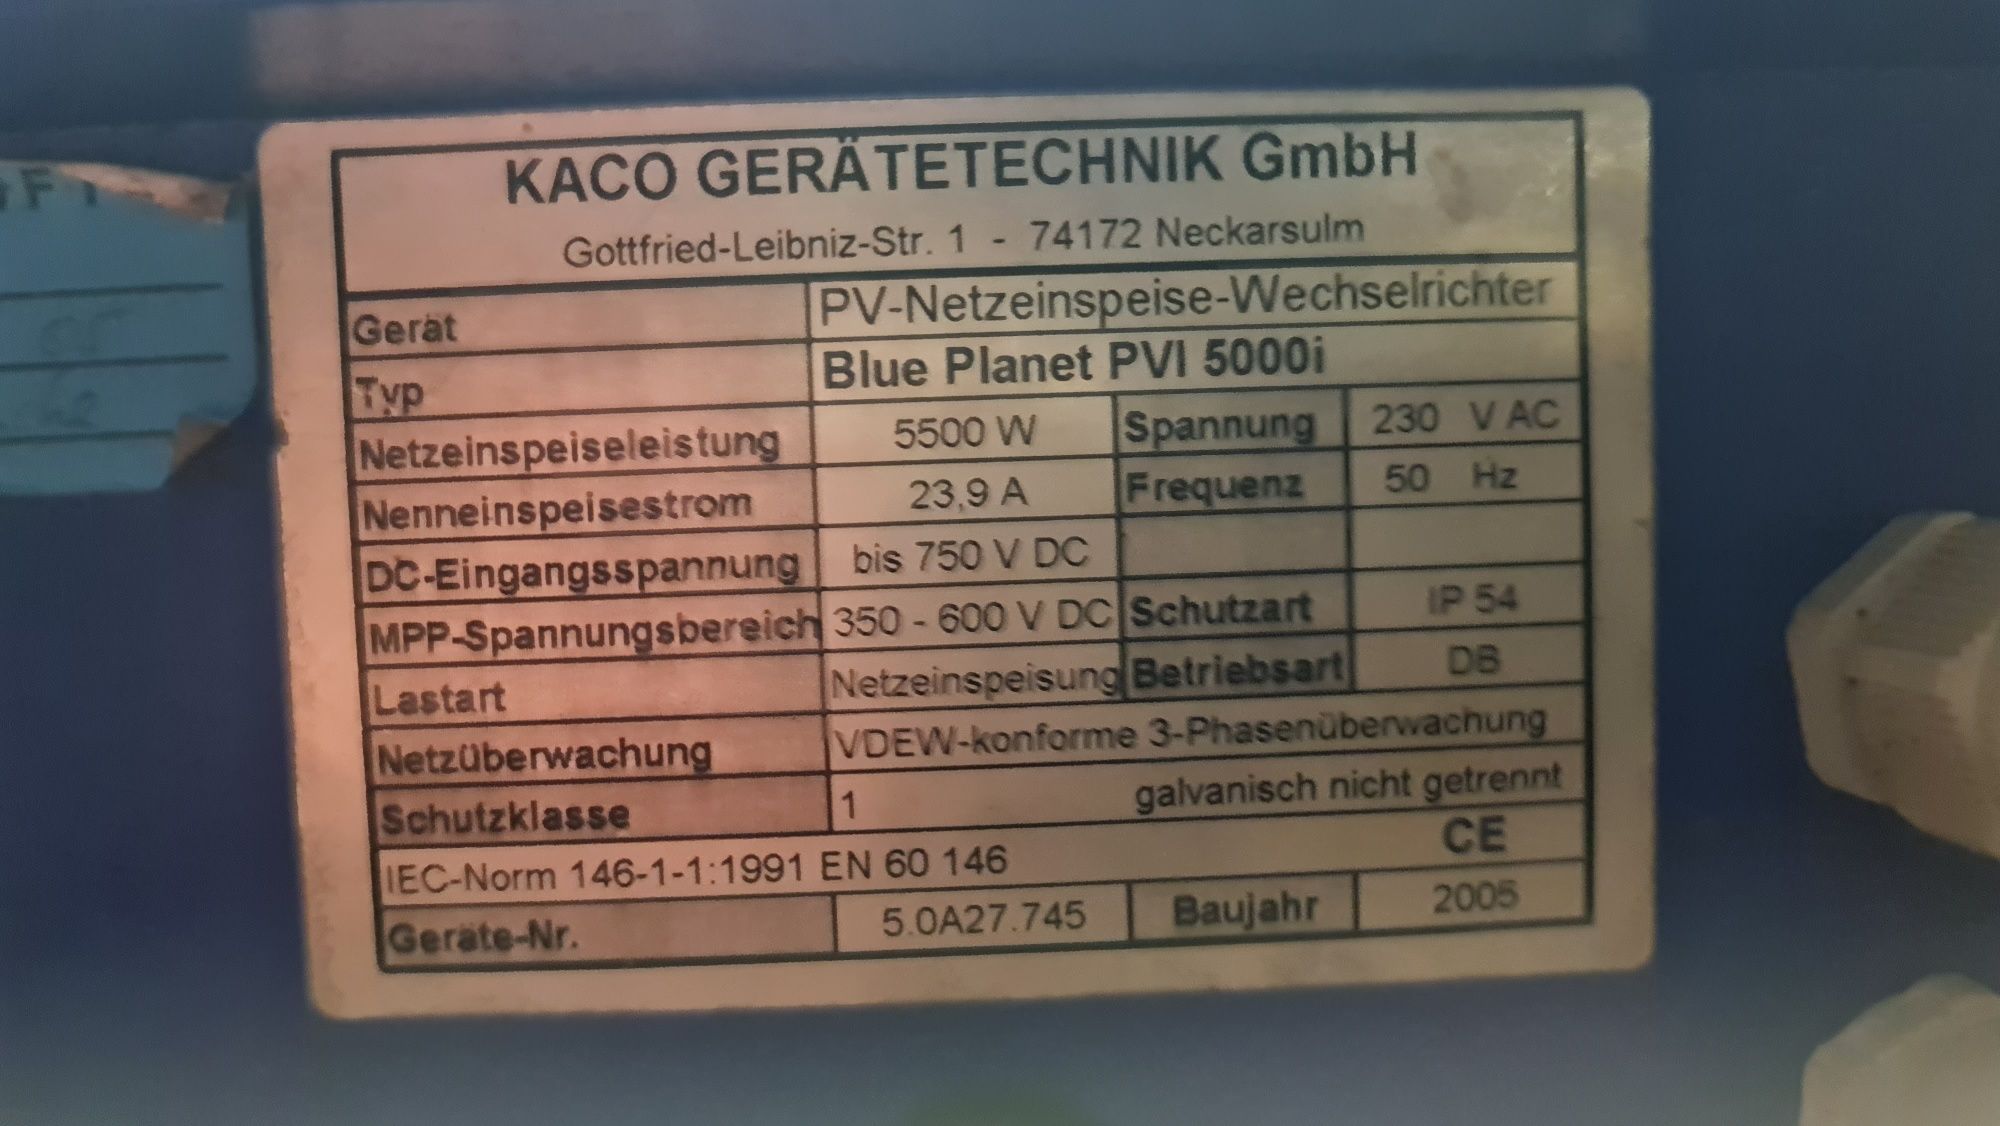 KACO GERÄTETECHNIK GmbH
Gottfried-Leibniz-Str. 1 - 74172 Neckarsulm
Gerät PV-Netzeinspeise-Wechselrichter
Typ Blue Planet PVI 5000i
Netzeinspeiseleistung 5500 W Spannung 230 V AC
Nenneinspeisestrom 23,9 A Frequenz 50 Hz
DC-Eingangsspannung bis 750 V DC
MPP-Spannungsbereich 350 - 600 V DC Schutzart IP 54
Lastart Netzeinspeisung Betriebsart DB
Netzüberwachung VDEW-konforme 3-Phasenüberwachung
Schutzklasse 1 galvanisch nicht getrennt
IEC-Norm 146-1-1:1991 EN 60 146 CE
Geräte-Nr. 5.0A27.745 Baujahr 2005